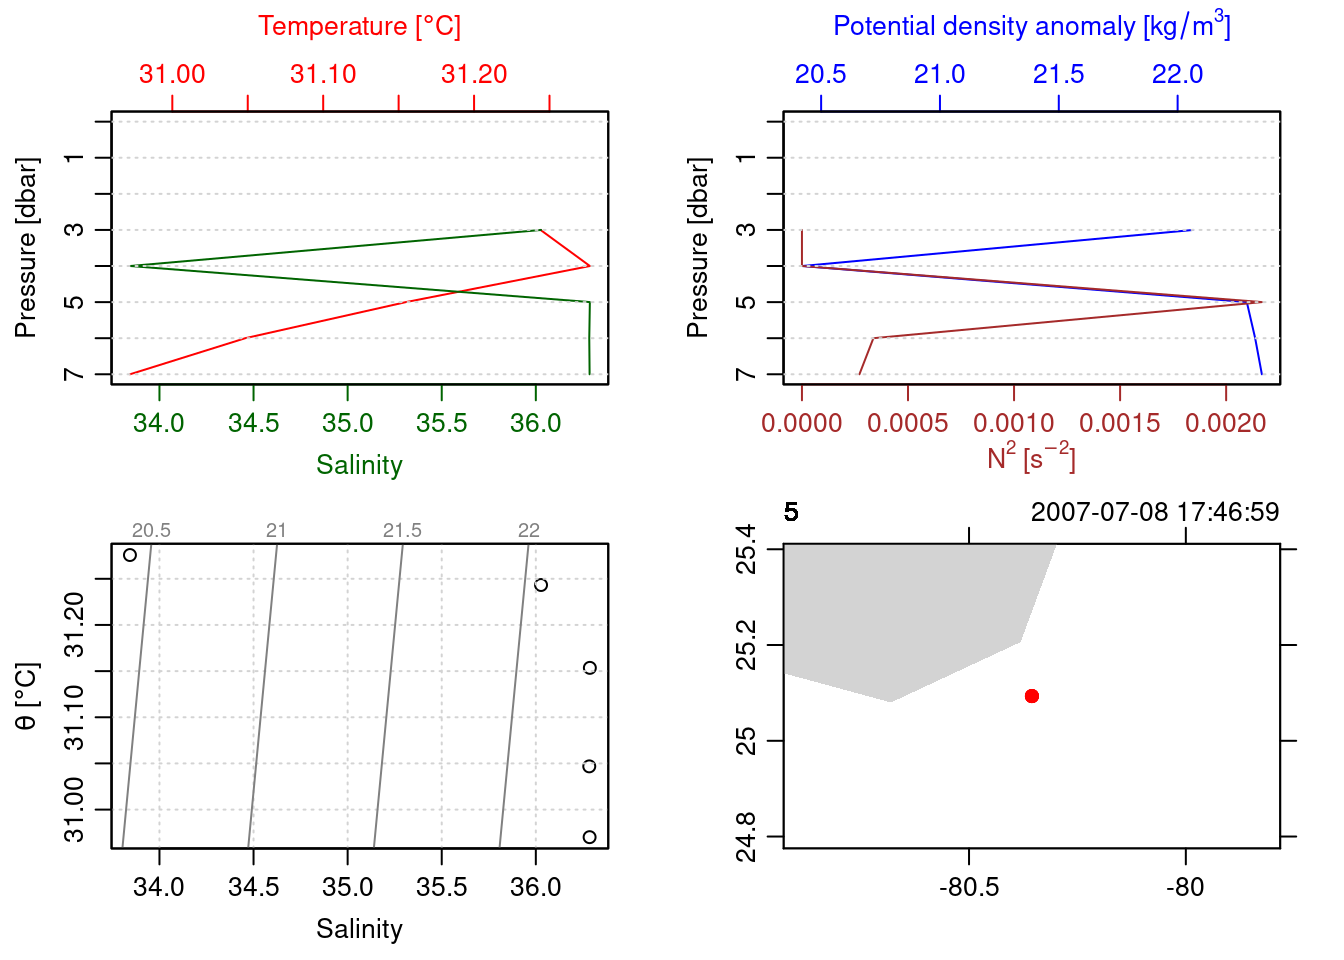 Temperature [°C]
31.00 31.10 31.20
Pressure [dbar]
1
3
5
7
34.0 34.5 35.0 35.5 36.0
Salinity
Potential density anomaly [kg/m³]
20.5 21.0 21.5 22.0
Pressure [dbar]
1
3
5
7
0.0000 0.0005 0.0010 0.0015 0.0020
N² [s⁻²]
20.5 21 21.5 22
θ [°C]
31.20
31.10
31.00
34.0 34.5 35.0 35.5 36.0
Salinity
5 2007-07-08 17:46:59
25.4
25.2
25
24.8
-80.5 -80